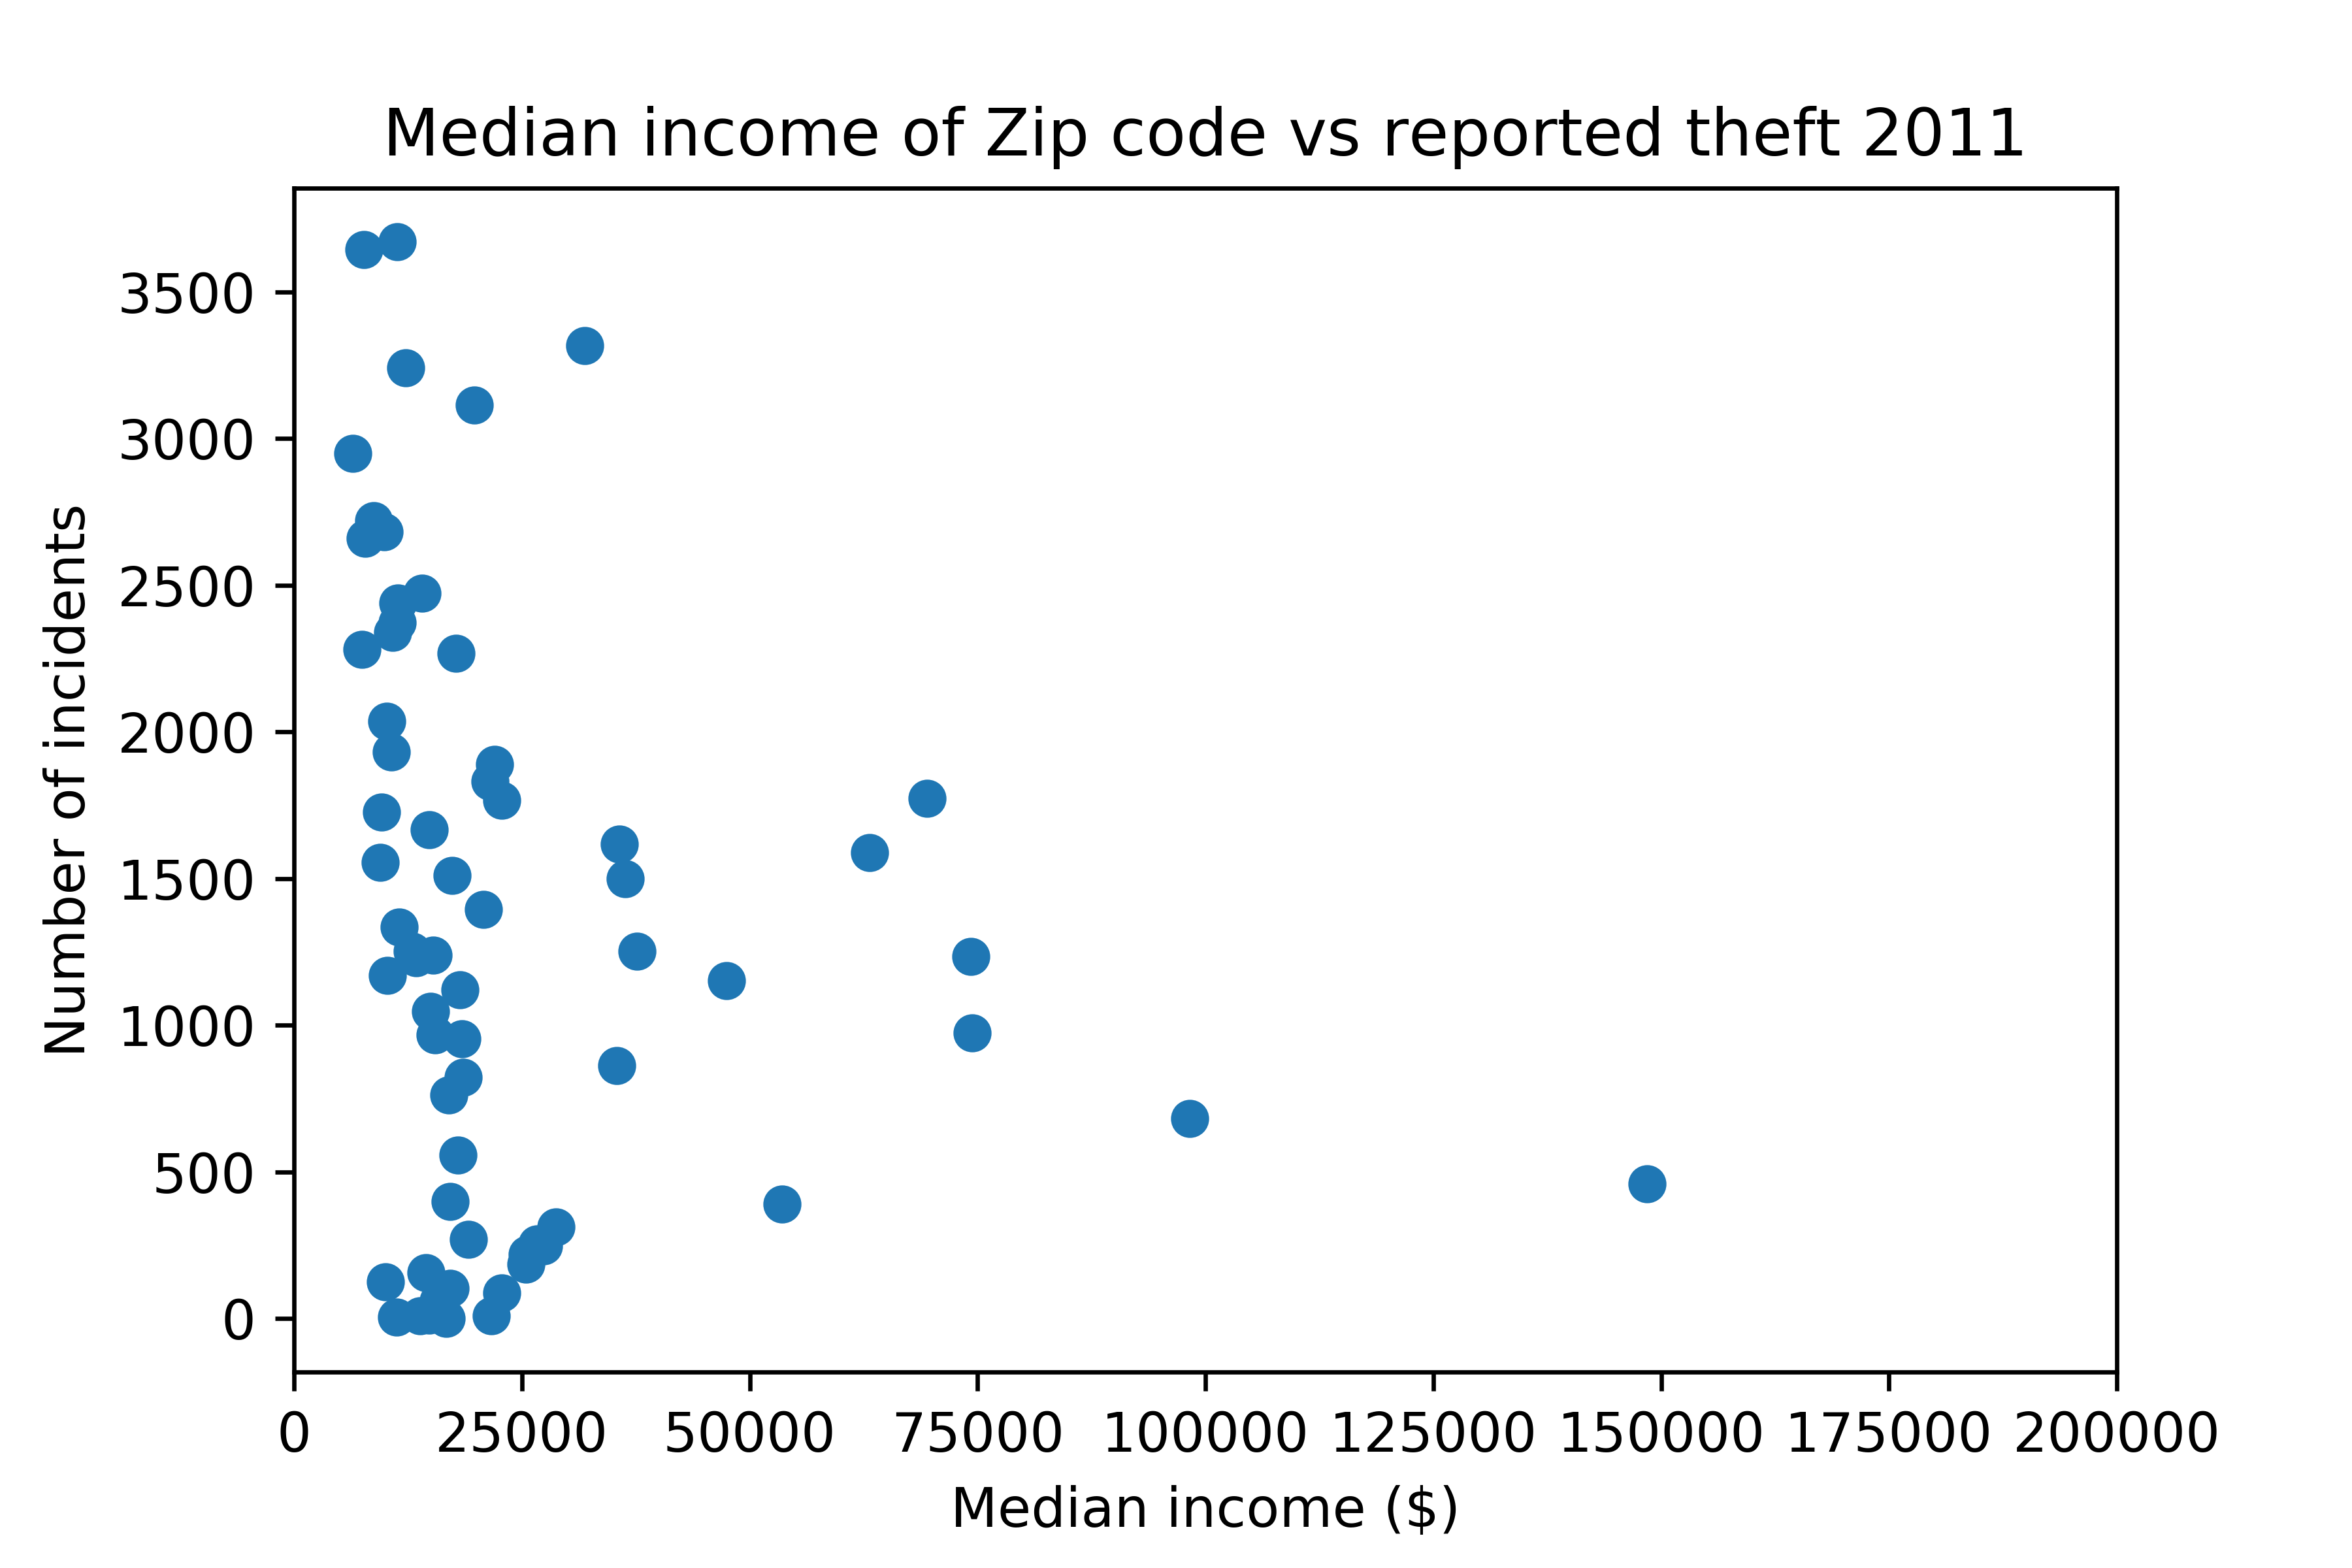 Median income of Zip code vs reported theft 2011
3500
3000
2500
2000
1500
1000
500
0
Number of incidents
0 25000 50000 75000 100000 125000 150000 175000 200000
Median income ($)